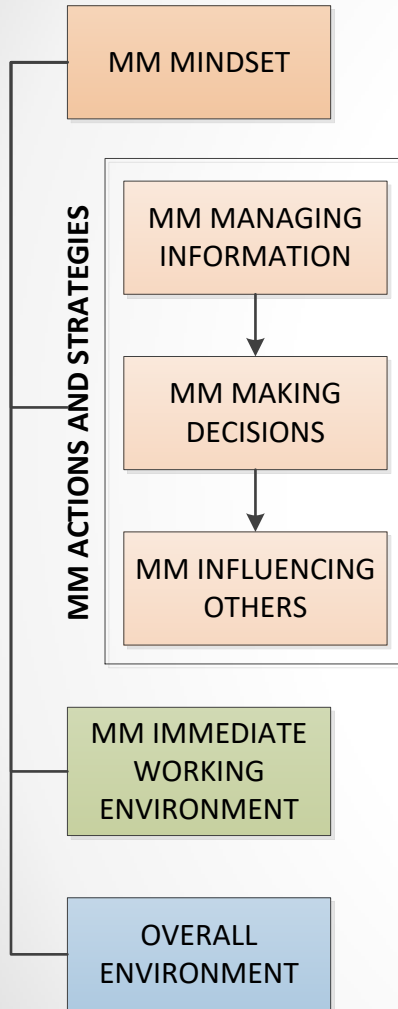 MM MINDSET
MM ACTIONS AND STRATEGIES
MM MANAGING
INFORMATION
MM MAKING
DECISIONS
MM INFLUENCING
OTHERS
MM IMMEDIATE
WORKING
ENVIRONMENT
OVERALL
ENVIRONMENT